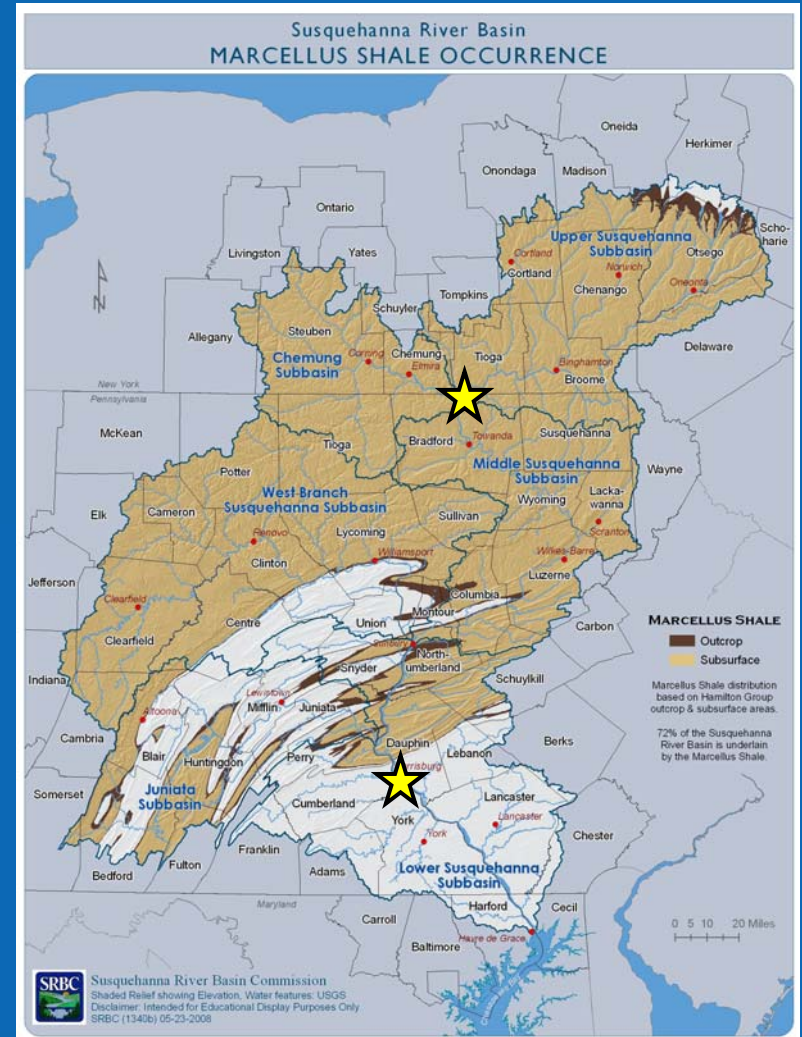 Susquehanna River Basin
MARCELLUS SHALE OCCURRENCE
Oneida
Herkimer
Onondaga
Madison
Ontario
Scho-
harie
Upper Susquehanna
Subbasin
Otsego
Livingston
Yates
Cortland
Cortland
Norwich
Chenango
Oneonta
Tompkins
Schuyler
Allegany
Steuben
Delaware
Chemung
Subbasin
Corning
Chemung
Elmira
Tioga
Binghamton
Broome
New York
Pennsylvania
McKean
Tioga
Bradford
Towanda
Susquehanna
Potter
Middle Susquehanna
Subbasin
Wayne
West Branch
Susquehanna Subbasin
Wyoming
Lacka-
wanna
Elk
Cameron
Sullivan
Renovo
Lycoming
Scranton
Clinton
Williamsport
Wilkes-Barre
Luzerne
Jefferson
Clearfield
Columbia
Montour
Centre
Union
Carbon
Clearfield
Sunbury
North-
umberland
MARCELLUS SHALE
Outcrop
Subsurface
Indiana
Snyder
Schuylkill
Marcellus Shale distribution
based on Hamilton Group
outcrop & subsurface areas.
Lewistown
Mifflin
Juniata
Altoona
72% of the Susquehanna
River Basin is underlain
by the Marcellus Shale.
Cambria
Blair
Huntingdon
Perry
Dauphin
Lebanon
Berks
Somerset
Juniata
Subbasin
Cumberland
Lancaster
York
Lancaster
York
Chester
Franklin
Fulton
Bedford
Adams
Lower Susquehanna
Subbasin
Harford
Cecil
Maryland
Carroll
Baltimore
Havre de Grace
0 5 10 20 Miles
SRBC
Susquehanna River Basin Commission
Shaded Relief showing Elevation, Water features: USGS
Disclaimer: Intended for Educational Display Purposes Only
SRBC (1340b) 05-23-2008